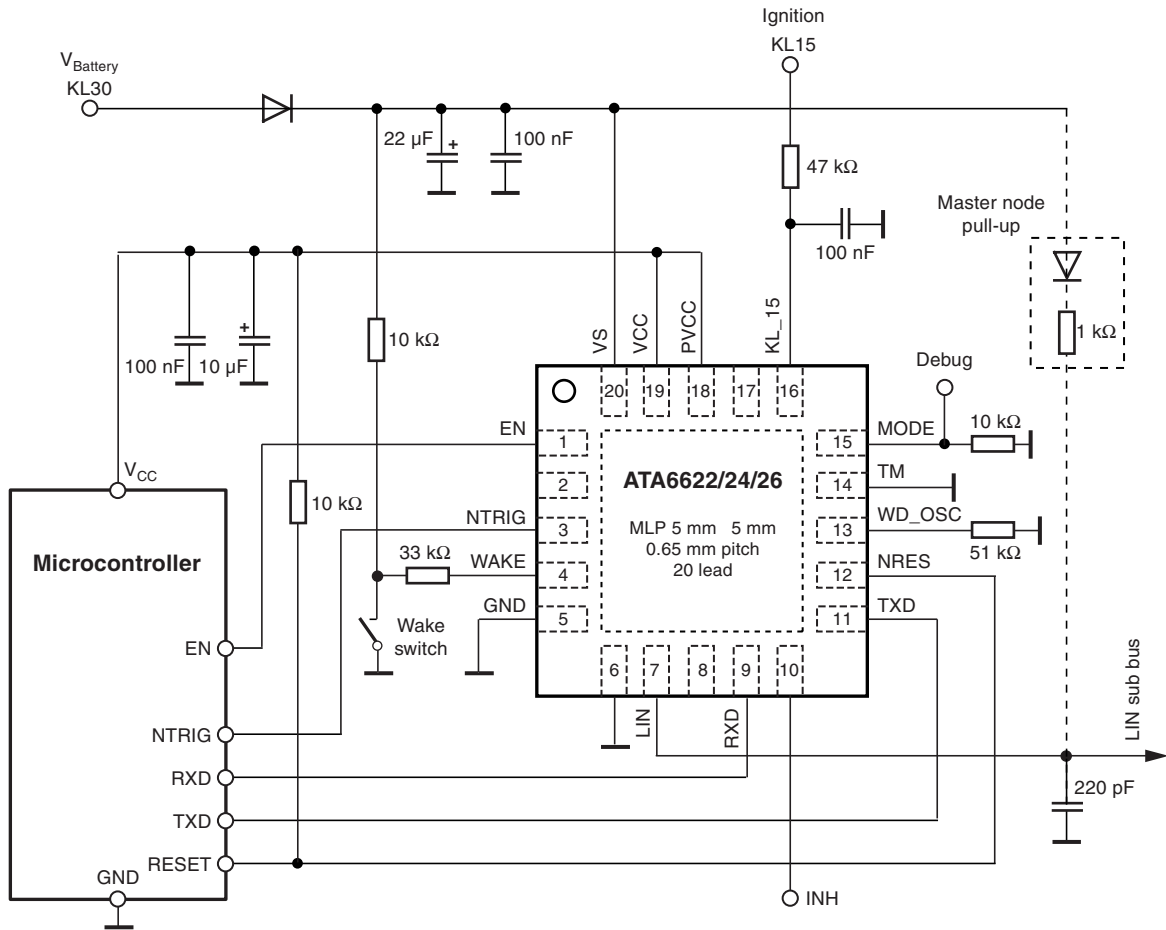 Ignition
KL15
V_Battery
KL30
22 µF
+
100 nF
47 kΩ
100 nF
Master node
pull-up
1 kΩ
100 nF
+
10 µF
10 kΩ
VS
VCC
PVCC
KL_15
Debug
20
19
18
17
16
EN
1
2
NTRIG
3
WAKE
4
GND
5
ATA6622/24/26
MLP 5 mm 5 mm
0.65 mm pitch
20 lead
15
MODE
10 kΩ
14
TM
13
WD_OSC
51 kΩ
12
NRES
11
TXD
6
7
8
9
10
LIN
RXD
33 kΩ
Wake
switch
10 kΩ
V_CC
Microcontroller
EN
NTRIG
RXD
TXD
RESET
GND
LIN sub bus
220 pF
INH